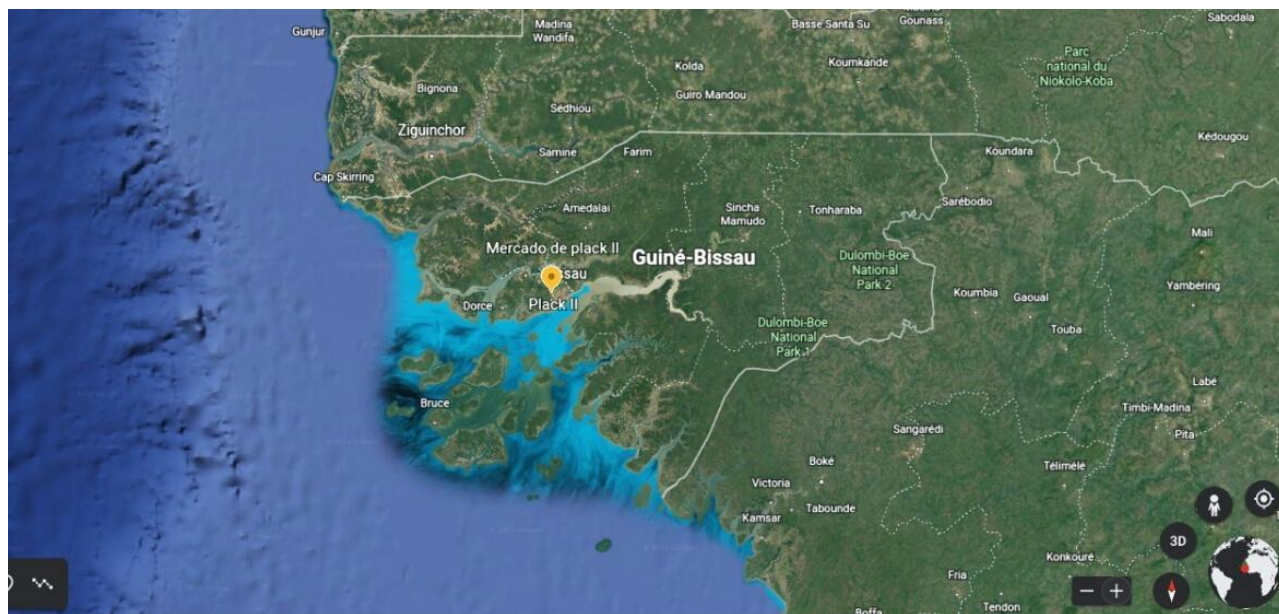 Gunjur
Madina
Wandifa
Basse Santa Su
Gounass
Sabodala
Parc
national du
Niokolo-Koba
Kolda
Koumkande
Bignona
Guiro Mandou
Sédhiou
Ziguinchor
Kédougou
Samine
Farim
Koundara
Cap Skirring
Sarébodio
Amedalai
Sincha
Mamudo
Tonharaba
Mali
Mercado de plack II
Guiné-Bissau
Dulombi-Boe
National
Park 2
ssau
Plack II
Dorce
Koumbia
Gaoual
Yambering
Dulombi-Boe
National
Park 1
Touba
Labé
Bruce
Timbi-Madina
Pita
Sangarédi
Boké
Télimélé
Victoria
Tabounde
Kamsar
3D
Konkouré
Fria
Tendon
Boffa